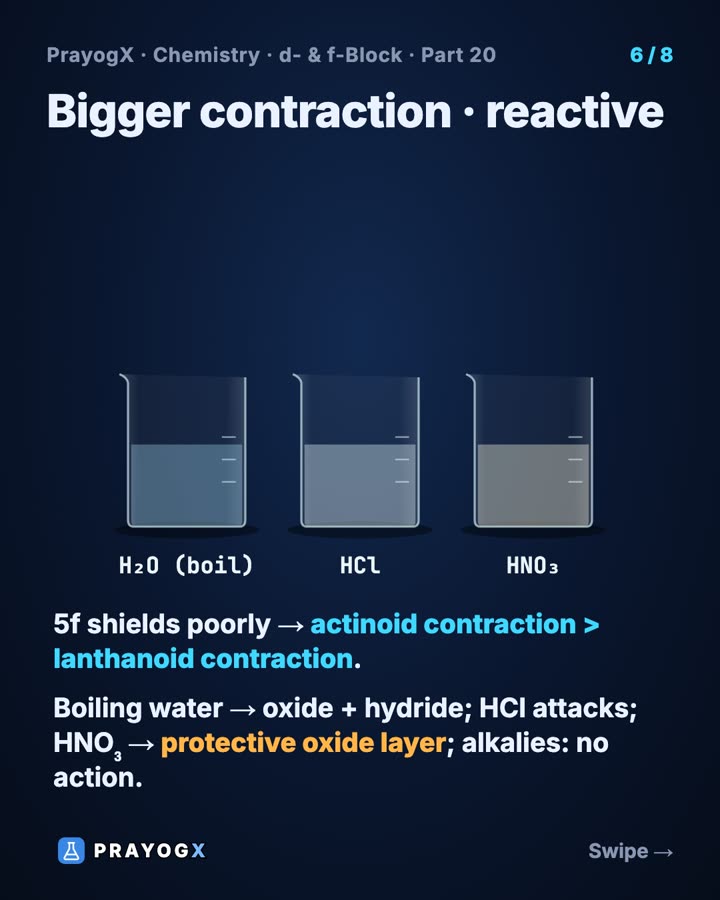 PrayogX · Chemistry · d- & f-Block · Part 20
6 / 8
Bigger contraction · reactive
H₂O (boil)
HCl
HNO₃
5f shields poorly → actinoid contraction >
lanthanoid contraction.
Boiling water → oxide + hydride; HCl attacks;
HNO₃ → protective oxide layer; alkalies: no
action.
PRAYOGX
Swipe →